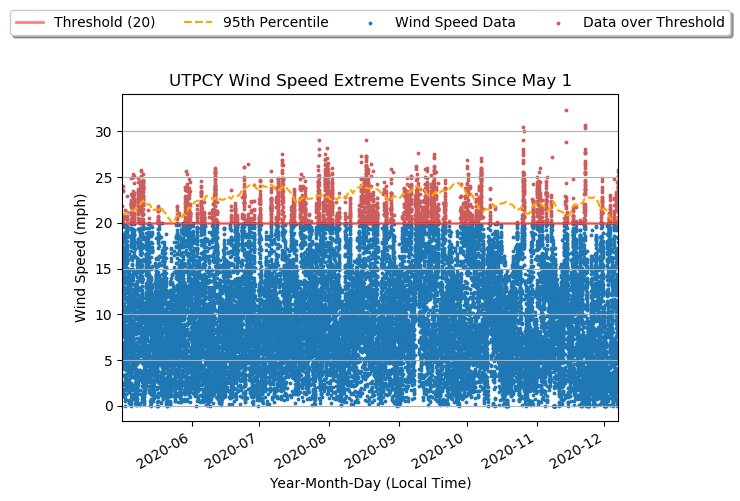 Threshold (20) 95th Percentile Wind Speed Data Data over Threshold
UTPCY Wind Speed Extreme Events Since May 1
30
25
20
15
10
5
0
Wind Speed (mph)
2020-06 2020-07 2020-08 2020-09 2020-10 2020-11 2020-12
Year-Month-Day (Local Time)